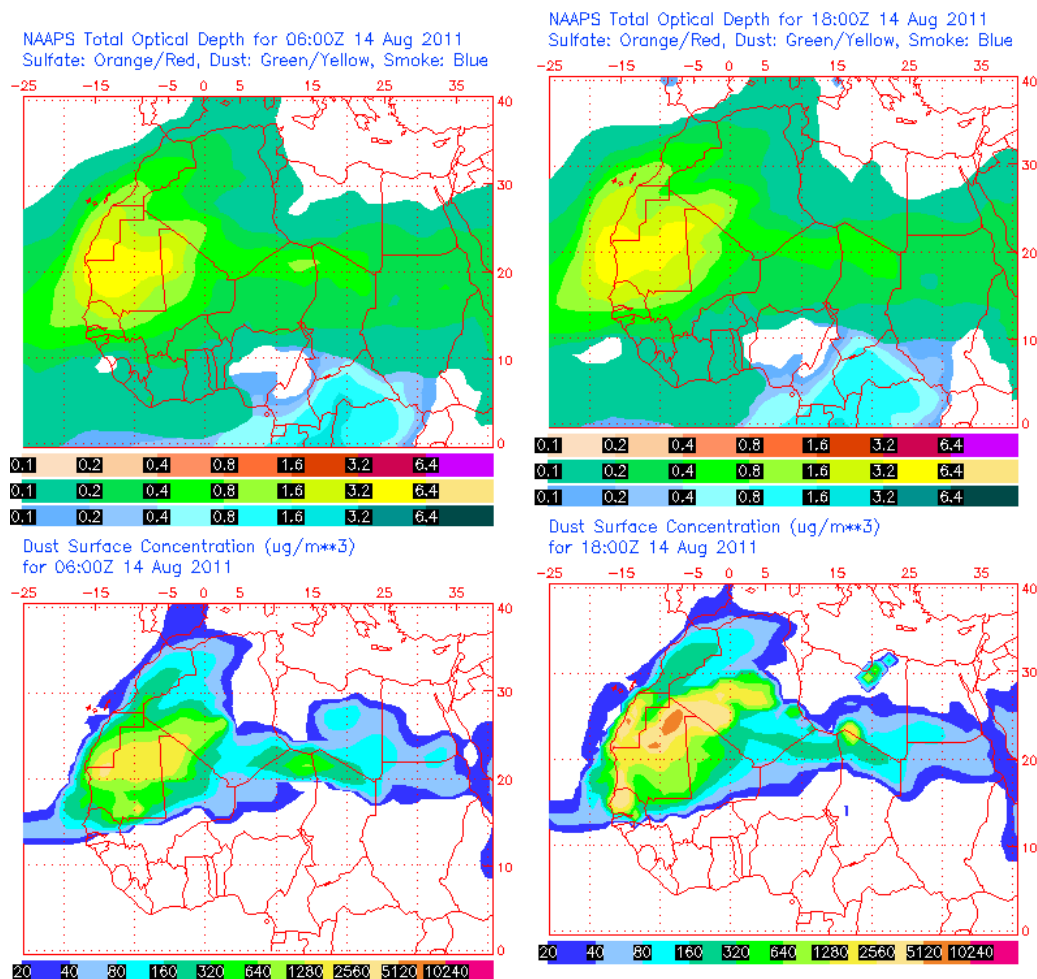 NAAPS Total Optical Depth for 06:00Z 14 Aug 2011
Sulfate: Orange/Red, Dust: Green/Yellow, Smoke: Blue
-25 -15 -5 0 5 15 25 35
40
30
20
10
0
0.1 0.2 0.4 0.8 1.6 3.2 6.4
0.1 0.2 0.4 0.8 1.6 3.2 6.4
0.1 0.2 0.4 0.8 1.6 3.2 6.4
NAAPS Total Optical Depth for 18:00Z 14 Aug 2011
Sulfate: Orange/Red, Dust: Green/Yellow, Smoke: Blue
-25 -15 -5 0 5 15 25 35
40
30
20
10
0
0.1 0.2 0.4 0.8 1.6 3.2 6.4
0.1 0.2 0.4 0.8 1.6 3.2 6.4
0.1 0.2 0.4 0.8 1.6 3.2 6.4
Dust Surface Concentration (ug/m**3)
for 06:00Z 14 Aug 2011
-25 -15 -5 0 5 15 25 35
40
30
20
10
0
20 40 80 160 320 640 1280 2560 5120 10240
Dust Surface Concentration (ug/m**3)
for 18:00Z 14 Aug 2011
-25 -15 -5 0 5 15 25 35
40
30
20
10
0
20 40 80 160 320 640 1280 2560 5120 10240